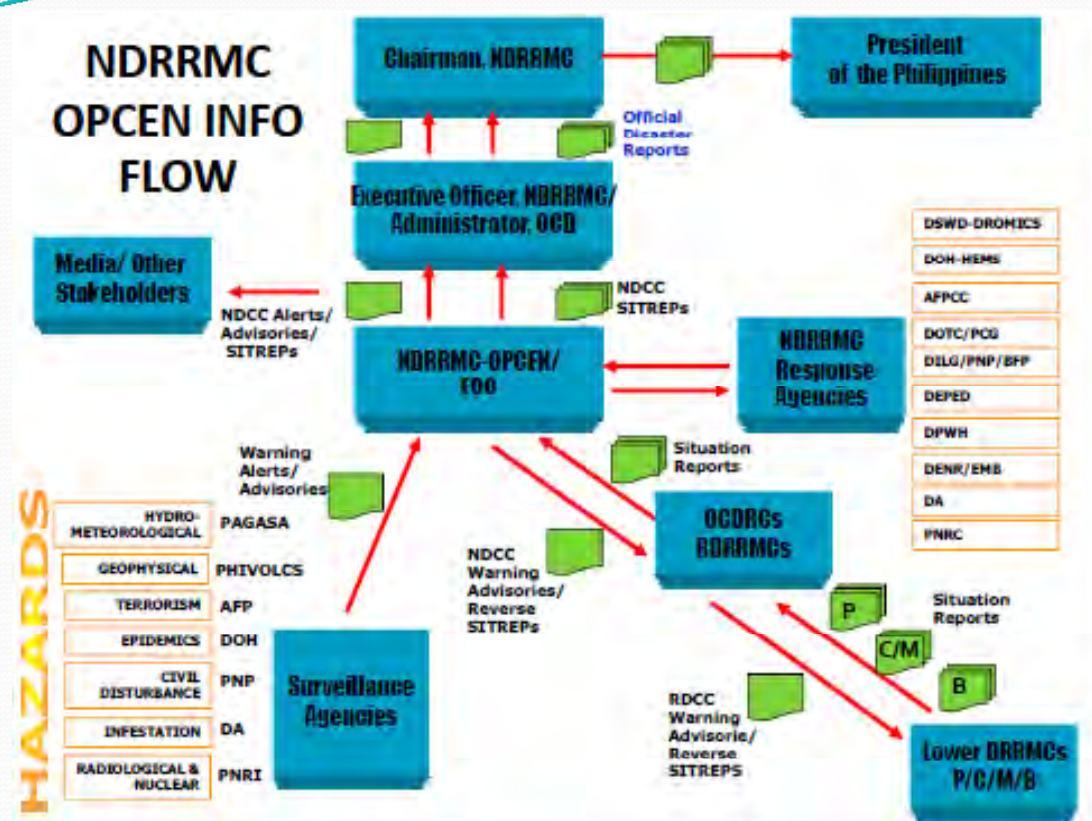 NDRRMC
OPCEN INFO
FLOW
Chairman, NDRRMC
President
of the Philippines
Official
Disaster
Reports
Executive Officer, NDRRMC/
Administrator, OCD
Media/ Other
Stakeholders
NDCC Alerts/
Advisories/
SITREPs
NDCC
SITREPs
NDRRMC-OPCEN/
EOO
NDRRMC
Response
Agencies
DSWD-DROMICS
DOH-HEMS
AFPCC
DOTC/PCG
DILG/PNP/BFP
DEPED
DPWH
DENR/EMB
DA
PNRC
Warning
Alerts/
Advisories
Situation
Reports
OCDRCs
RDRRMCs
NDCC
Warning
Advisories/
Reverse
SITREPs
HAZARDS
HYDRO-
METEOROLOGICAL
PAGASA
GEOPHYSICAL
PHIVOLCS
TERRORISM
AFP
EPIDEMICS
DOH
CIVIL
DISTURBANCE
PNP
INFESTATION
DA
RADIOLOGICAL &
NUCLEAR
PNRI
Surveillance
Agencies
P
C/M
B
Situation
Reports
RDCC
Warning
Advisorie/
Reverse
SITREPS
Lower DRRMCs
P/C/M/B